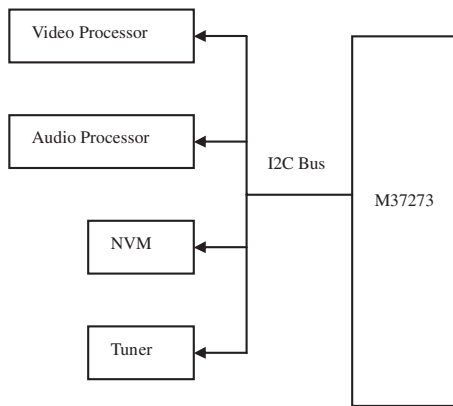 Video Processor
Audio Processor
I2C Bus
M37273
NVM
Tuner